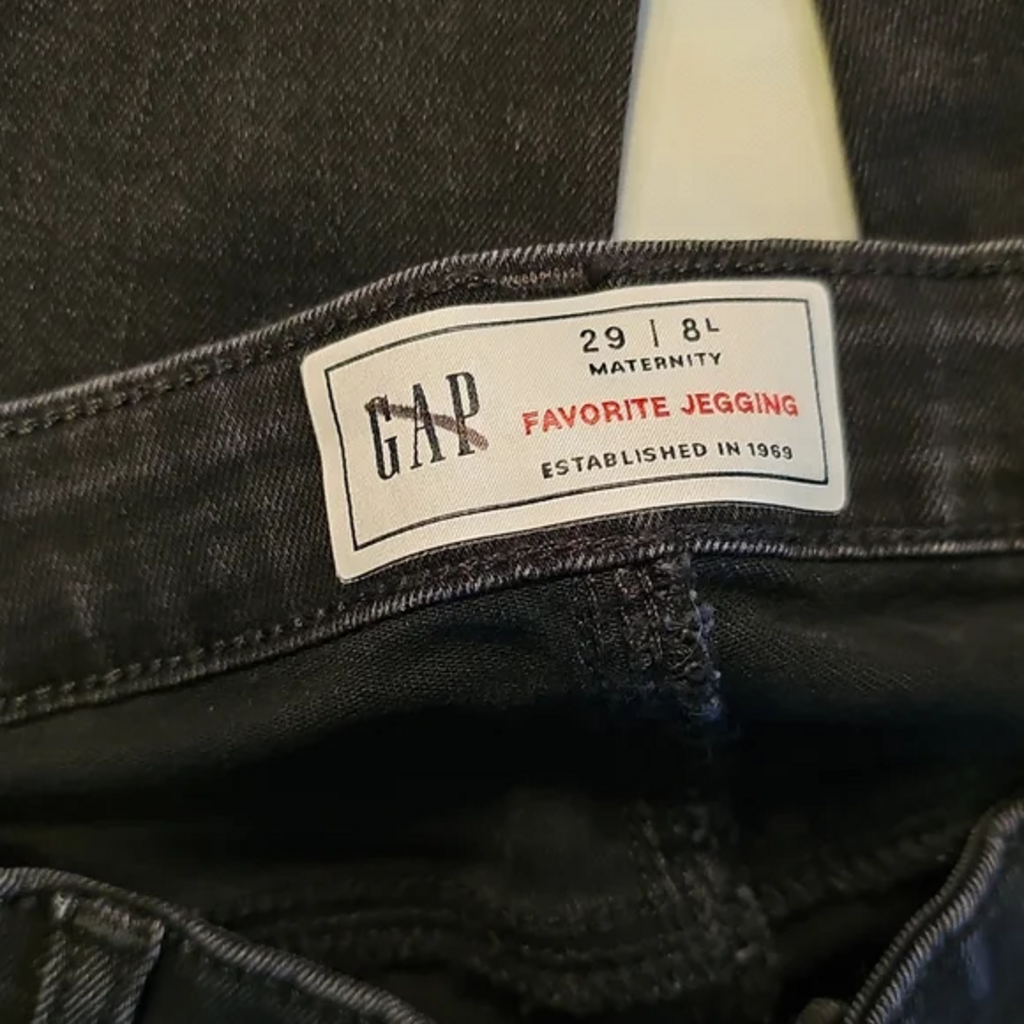 GAP
29 | 8L
MATERNITY
FAVORITE JEGGING
ESTABLISHED IN 1969